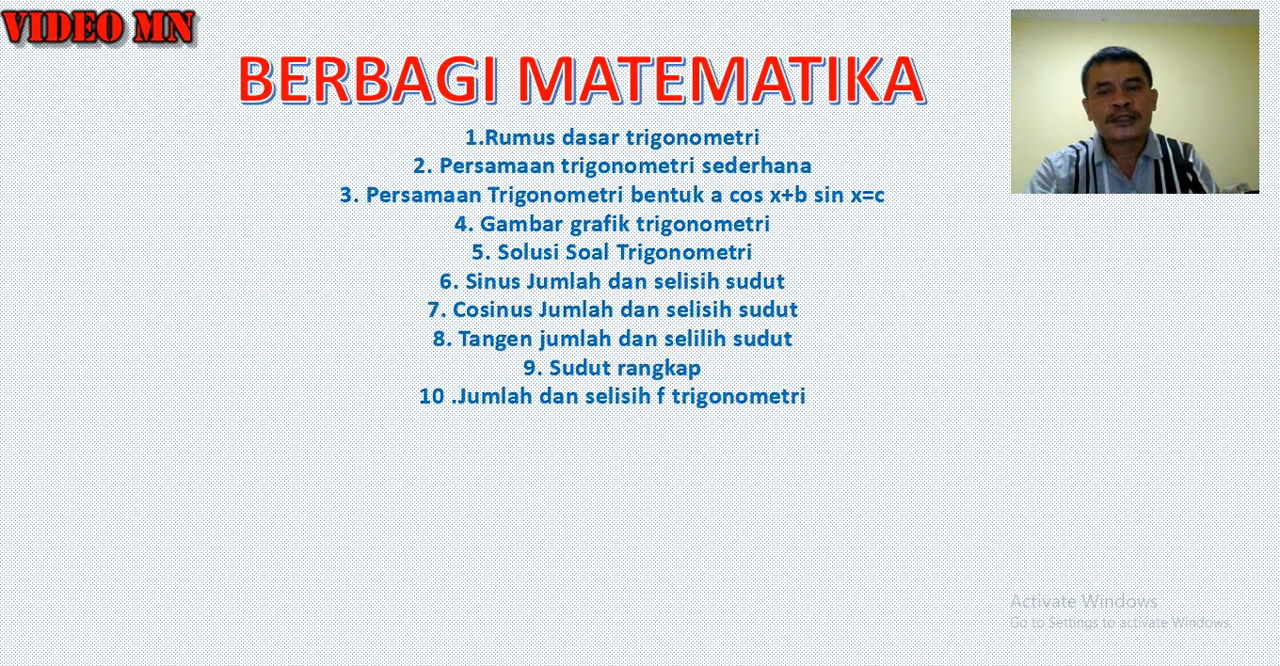 VIDEO MN
BERBAGI MATEMATIKA
1.Rumus dasar trigonometri
2. Persamaan trigonometri sederhana
3. Persamaan Trigonometri bentuk a cos x+b sin x=c
4. Gambar grafik trigonometri
5. Solusi Soal Trigonometri
6. Sinus Jumlah dan selisih sudut
7. Cosinus Jumlah dan selisih sudut
8. Tangen jumlah dan selilih sudut
9. Sudut rangkap
10 .Jumlah dan selisih f trigonometri
Activate Windows
Go to Settings to activate Windows.